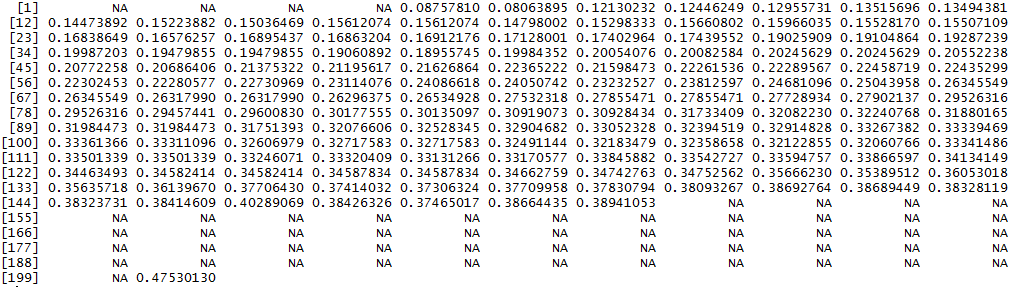 [1] NA NA NA NA 0.08757810 0.08063895 0.12130232 0.12446249 0.12955731 0.13515696 0.13494381
[12] 0.14473892 0.15223882 0.15036469 0.15612074 0.15612074 0.14798002 0.15298333 0.15660802 0.15966035 0.15528170 0.15507109
[23] 0.16838649 0.16576257 0.16895437 0.16863204 0.16912176 0.17128001 0.17402964 0.17439552 0.19025909 0.19104864 0.19287239
[34] 0.19987203 0.19479855 0.19479855 0.19060892 0.18955745 0.19984352 0.20054076 0.20082584 0.20245629 0.20245629 0.20552238
[45] 0.20772258 0.20686406 0.21375322 0.21195617 0.21626864 0.22365222 0.21598473 0.22261536 0.22289567 0.22458719 0.22435299
[56] 0.22302453 0.22280577 0.22730969 0.23114076 0.24086618 0.24050742 0.23232527 0.23812597 0.24681096 0.25043958 0.26345549
[67] 0.26345549 0.26317990 0.26317990 0.26296375 0.26534928 0.27532318 0.27855471 0.27855471 0.27728934 0.27902137 0.29526316
[78] 0.29526316 0.29457441 0.29600830 0.30177555 0.30135097 0.30919073 0.30928434 0.31733409 0.32082230 0.32240768 0.31880165
[89] 0.31984473 0.31984473 0.31751393 0.32076606 0.32528345 0.32904682 0.33052328 0.32394519 0.32914828 0.33267382 0.33339469
[100] 0.33361366 0.33311096 0.32606979 0.32717583 0.32717583 0.32491144 0.32183479 0.32358658 0.32122855 0.32060766 0.33341486
[111] 0.33501339 0.33501339 0.33246071 0.33320409 0.33131266 0.33170577 0.33845882 0.33542727 0.33594757 0.33866597 0.34134149
[122] 0.34463493 0.34582414 0.34582414 0.34587834 0.34587834 0.34662759 0.34742763 0.34752562 0.35666230 0.35389512 0.36053018
[133] 0.35635718 0.36139670 0.37706430 0.37414032 0.37306324 0.37709958 0.37830794 0.38093267 0.38692764 0.38689449 0.38328119
[144] 0.38323731 0.38414609 0.40289069 0.38426326 0.37465017 0.38664435 0.38941053 NA NA NA NA
[155] NA NA NA NA NA NA NA NA NA NA NA
[166] NA NA NA NA NA NA NA NA NA NA NA
[177] NA NA NA NA NA NA NA NA NA NA NA
[188] NA NA NA NA NA NA NA NA NA NA NA
[199] NA 0.47530130